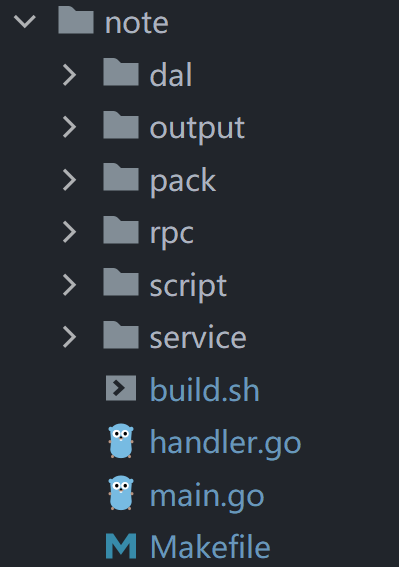 note
dal
output
pack
rpc
script
service
build.sh
handler.go
main.go
Makefile